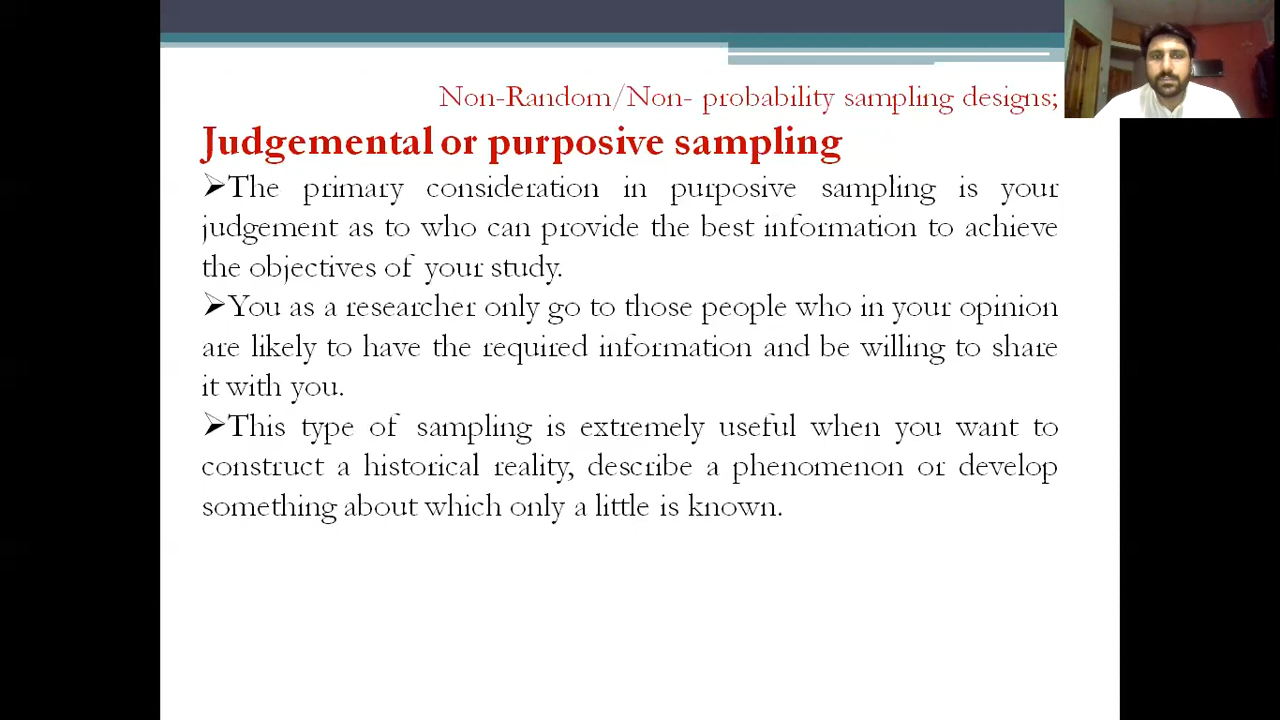 Non-Random/Non- probability sampling designs;
Judgemental or purposive sampling
➢The primary consideration in purposive sampling is your
judgement as to who can provide the best information to achieve
the objectives of your study.
➢You as a researcher only go to those people who in your opinion
are likely to have the required information and be willing to share
it with you.
➢This type of sampling is extremely useful when you want to
construct a historical reality, describe a phenomenon or develop
something about which only a little is known.